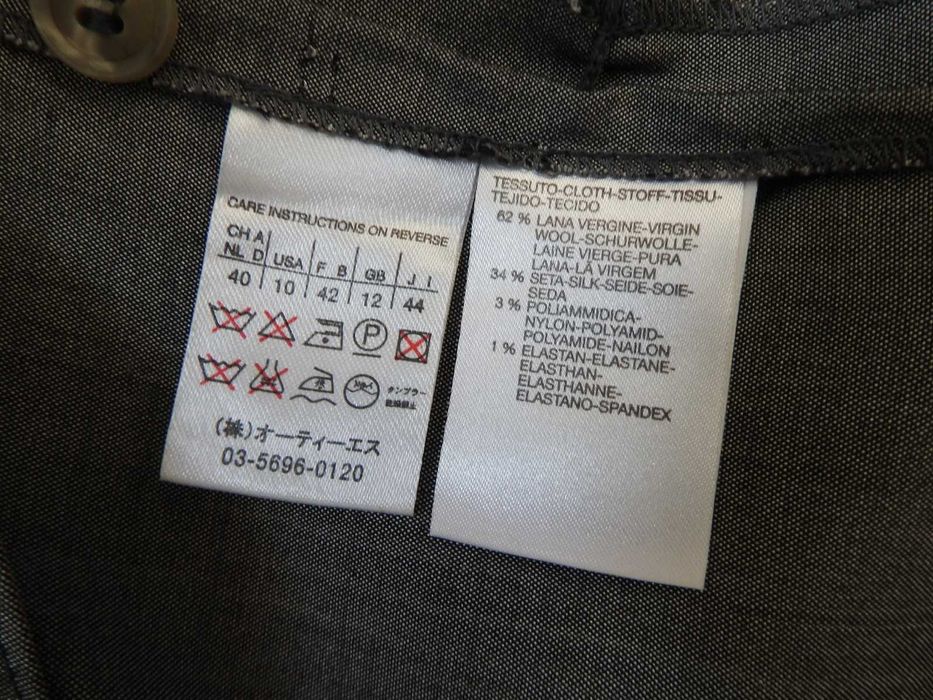 CARE INSTRUCTIONS ON REVERSE
CH A
NL D USA F B GB J I
40 10 42 12 44
P
ドライ
タンブラー
乾燥禁止
(株)オーティーエス
03-5696-0120
TESSUTO-CLOTH-STOFF-TISSU-
TEJIDO-TECIDO
62 % LANA VERGINE-VIRGIN
WOOL-SCHURWOLLE-
LAINE VIERGE-PURA
LANA-LÃ VIRGEM
34 % SETA-SILK-SEIDE-SOIE-
SEDA
3 % POLIAMMIDICA-
NYLON-POLYAMID-
POLYAMIDE-NAILON
1 % ELASTAN-ELASTANE-
ELASTHAN-
ELASTHANNE-
ELASTANO-SPANDEX